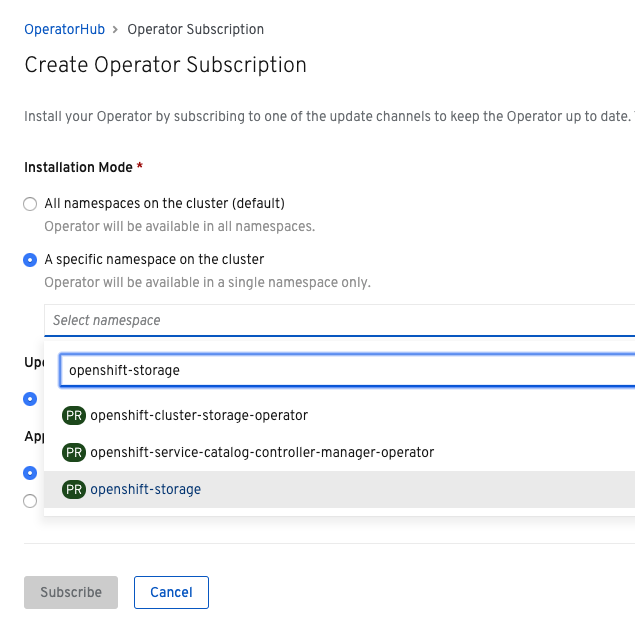 OperatorHub > Operator Subscription
Create Operator Subscription
Install your Operator by subscribing to one of the update channels to keep the Operator up to date.
Installation Mode *
All namespaces on the cluster (default)
Operator will be available in all namespaces.
A specific namespace on the cluster
Operator will be available in a single namespace only.
Select namespace
openshift-storage
PR openshift-cluster-storage-operator
PR openshift-service-catalog-controller-manager-operator
PR openshift-storage
Subscribe Cancel